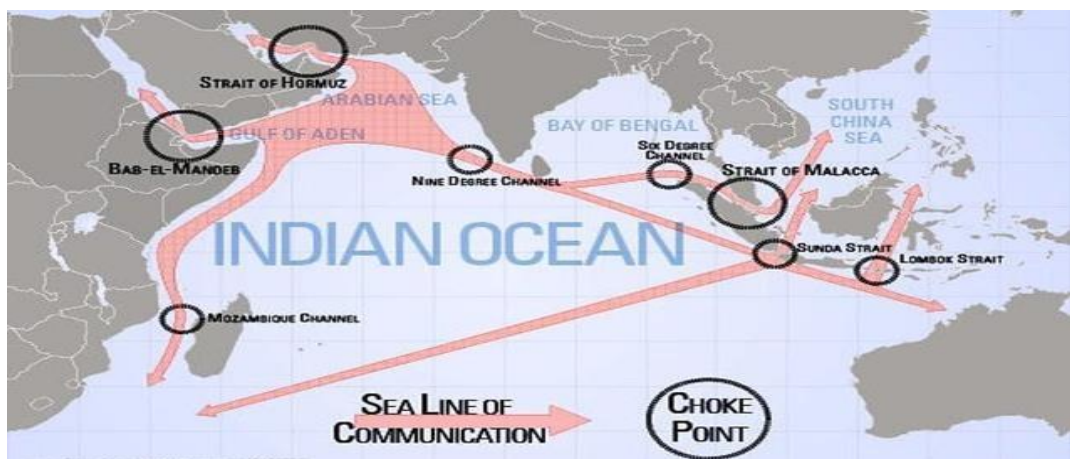 STRAIT OF HORMUZ
ARABIAN SEA
GULF OF ADEN
BAB-EL-MANDEB
BAY OF BENGAL
SOUTH
CHINA
SEA
SIX DEGREE
CHANNEL
STRAIT OF MALACCA
NINE DEGREE CHANNEL
INDIAN OCEAN
SUNDA STRAIT
LOMBOK STRAIT
MOZAMBIQUE CHANNEL
SEA LINE OF
COMMUNICATION
CHOKE
POINT